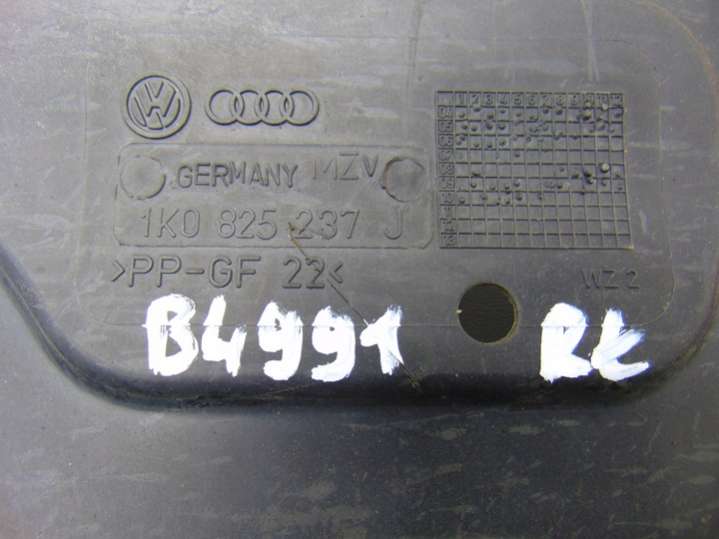 GERMANY MZV
1K0 825 237 J
>PP-GF 22<
WZ 2
B4991 RL